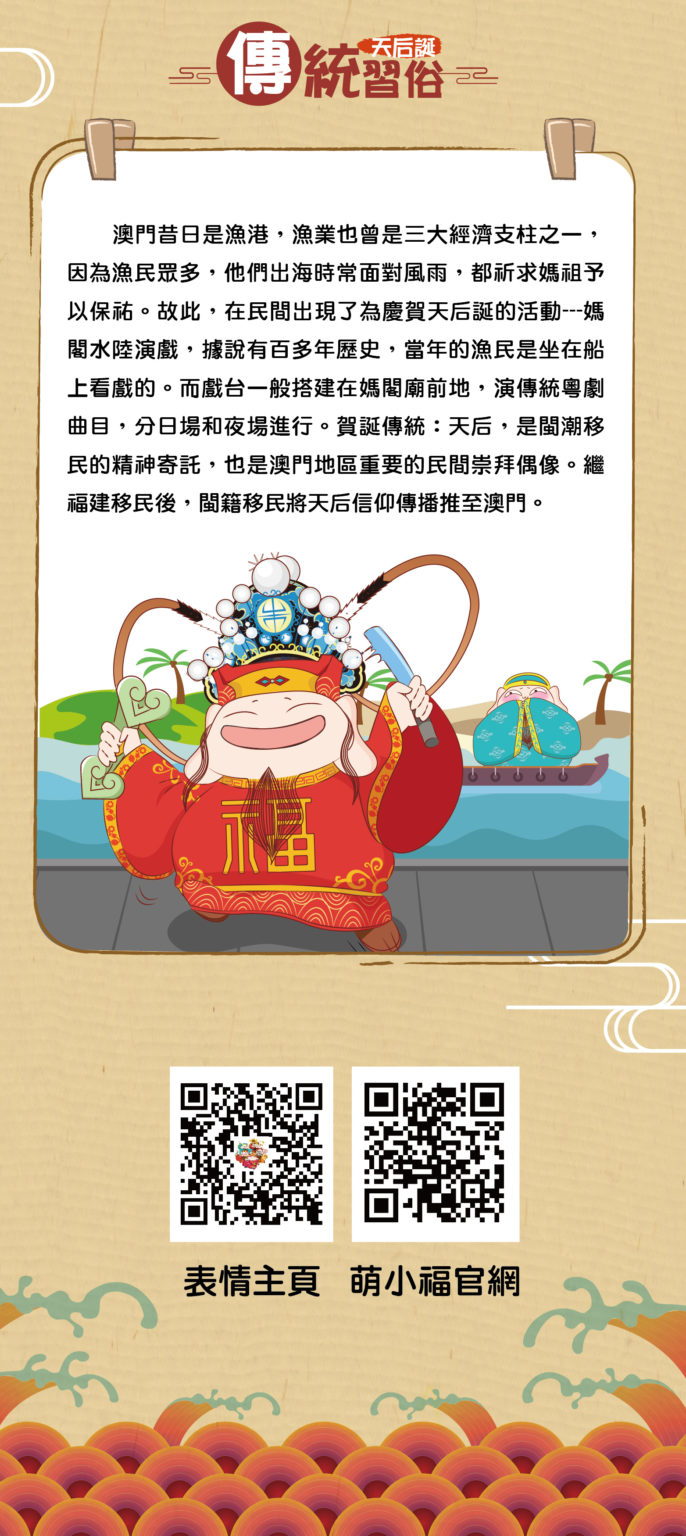 傳統習俗
天后誕
澳門昔日是漁港，漁業也曾是三大經濟支柱之一，
因為漁民眾多，他們出海時常面對風雨，都祈求媽祖予
以保祐。故此，在民間出現了為慶賀天后誕的活動---媽
閣水陸演戲，據說有百多年歷史，當年的漁民是坐在船
上看戲的。而戲台一般搭建在媽閣廟前地，演傳統粵劇
曲目，分日場和夜場進行。賀誕傳統：天后，是閩潮移
民的精神寄託，也是澳門地區重要的民間崇拜偶像。繼
福建移民後，閩籍移民將天后信仰傳播推至澳門。
福
表情主頁
萌小福官網